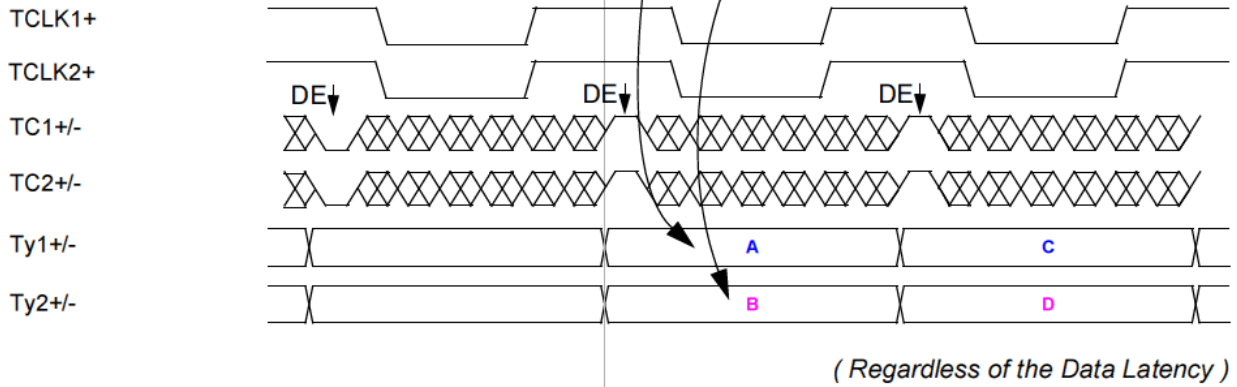 TCLK1+
TCLK2+
DE DE DE
TC1+/-
TC2+/-
Ty1+/- A C
Ty2+/- B D
( Regardless of the Data Latency )